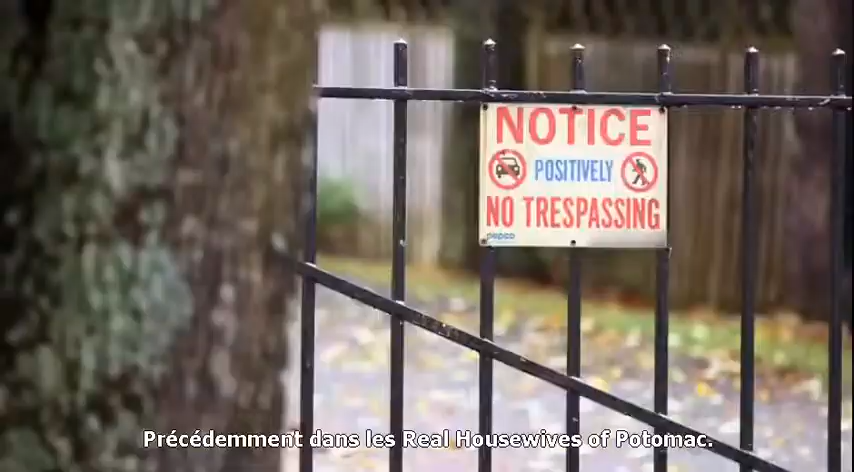 NOTICE
POSITIVELY
NO TRESPASSING
pepco
Précédemment dans les Real Housewives of Potomac.